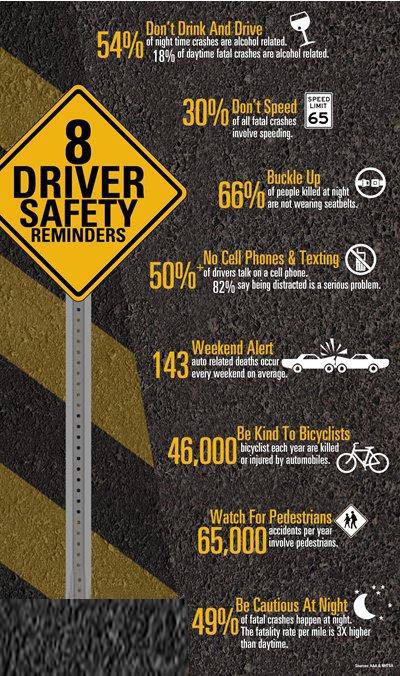 8
DRIVER
SAFETY
REMINDERS
Don't Drink And Drive
54% of night time crashes are alcohol related.
18% of daytime fatal crashes are alcohol related.
30% Don't Speed
of all fatal crashes
involve speeding.
SPEED
LIMIT
65
Buckle Up
66% of people killed at night
are not wearing seatbelts.
No Cell Phones & Texting
50% of drivers talk on a cell phone.
82% say being distracted is a serious problem.
Weekend Alert
143 auto related deaths occur
every weekend on average.
Be Kind To Bicyclists
46,000 bicyclist each year are killed
or injured by automobiles.
Watch For Pedestrians
65,000 accidents per year
involve pedestrians.
Be Cautious At Night
49% of fatal crashes happen at night.
The fatality rate per mile is 3X higher
than daytime.
Sources: AAA & NHTSA